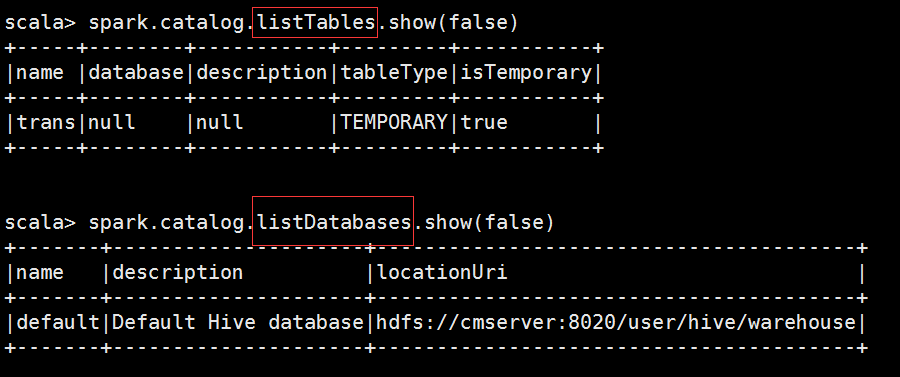 scala> spark.catalog.listTables.show(false)
+-----+--------+-----------+---------+-----------+
|name |database|description|tableType|isTemporary|
+-----+--------+-----------+---------+-----------+
|trans|null    |null       |TEMPORARY|true       |
+-----+--------+-----------+---------+-----------+
scala> spark.catalog.listDatabases.show(false)
+-------+---------------------+----------------------------------------+
|name   |description          |locationUri                             |
+-------+---------------------+----------------------------------------+
|default|Default Hive database|hdfs://cmserver:8020/user/hive/warehouse|
+-------+---------------------+----------------------------------------+